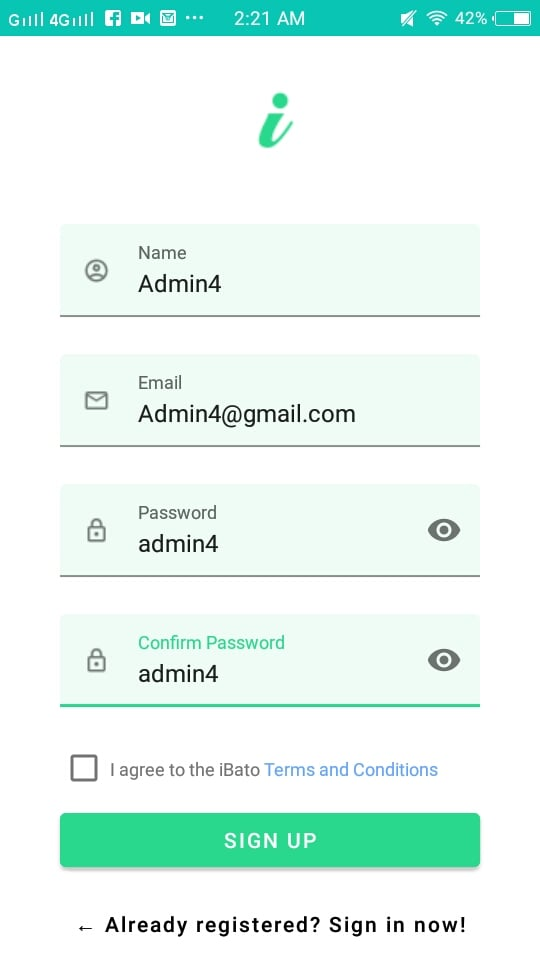 G 4G ... 2:21 AM 42%
i
Name
Admin4
Email
Admin4@gmail.com
Password
admin4
Confirm Password
admin4
I agree to the iBato Terms and Conditions
SIGN UP
← Already registered? Sign in now!